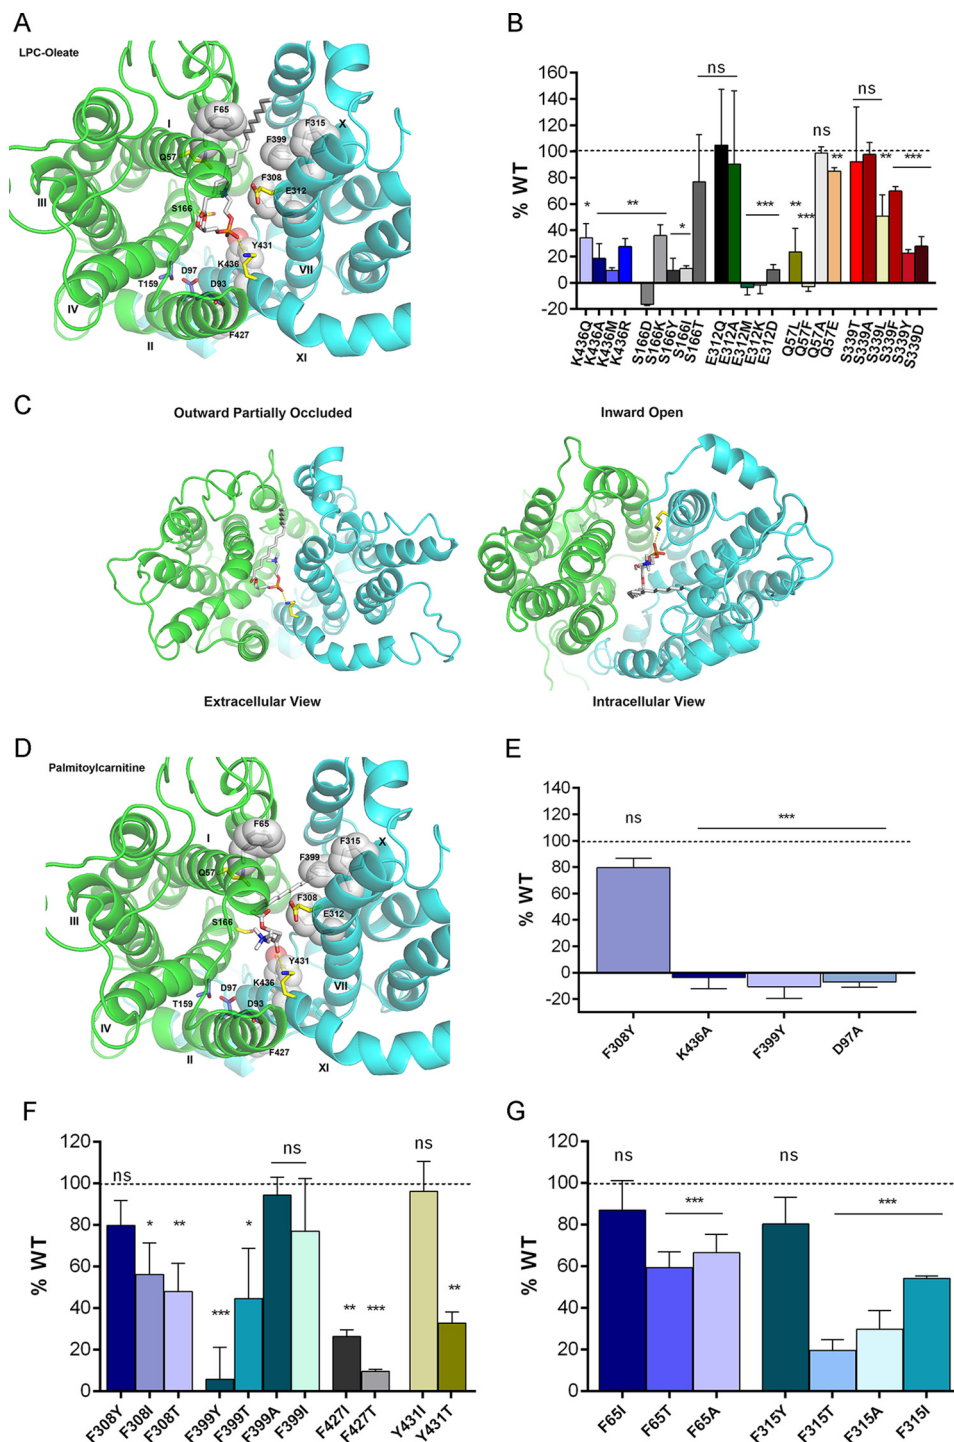 A
LPC-Oleate
F65
F315
X
I
F399
Q57
F308
E312
III
S166
Y431
K436
VII
D97
T159
D93
IV
F427
II
XI
B
% WT
160
140
120
100
80
60
40
20
0
-20
ns
ns
ns
*
**
*
***
**
***
**
**
***
K436Q
K436A
K436M
K436R
S166D
S166K
S166Y
S166I
S166T
E312Q
E312A
E312M
E312K
E312D
Q57L
Q57F
Q57A
Q57E
S339T
S339A
S339L
S339F
S339Y
S339D
C
Outward Partially Occluded
Inward Open
Extracellular View
Intracellular View
D
Palmitoylcarnitine
F65
I
F315
X
F399
Q57
F308
E312
III
S166
Y431
K436
VII
D97
T159
D93
IV
F427
II
XI
E
% WT
140
120
100
80
60
40
20
0
-20
ns
***
F308Y
K436A
F399Y
D97A
F
% WT
120
100
80
60
40
20
0
ns
*
**
***
*
ns
**
***
ns
**
F308Y
F308I
F308T
F399Y
F399T
F399A
F399I
F427I
F427T
Y431I
Y431T
G
% WT
120
100
80
60
40
20
0
ns
***
ns
***
F65I
F65T
F65A
F315Y
F315T
F315A
F315I